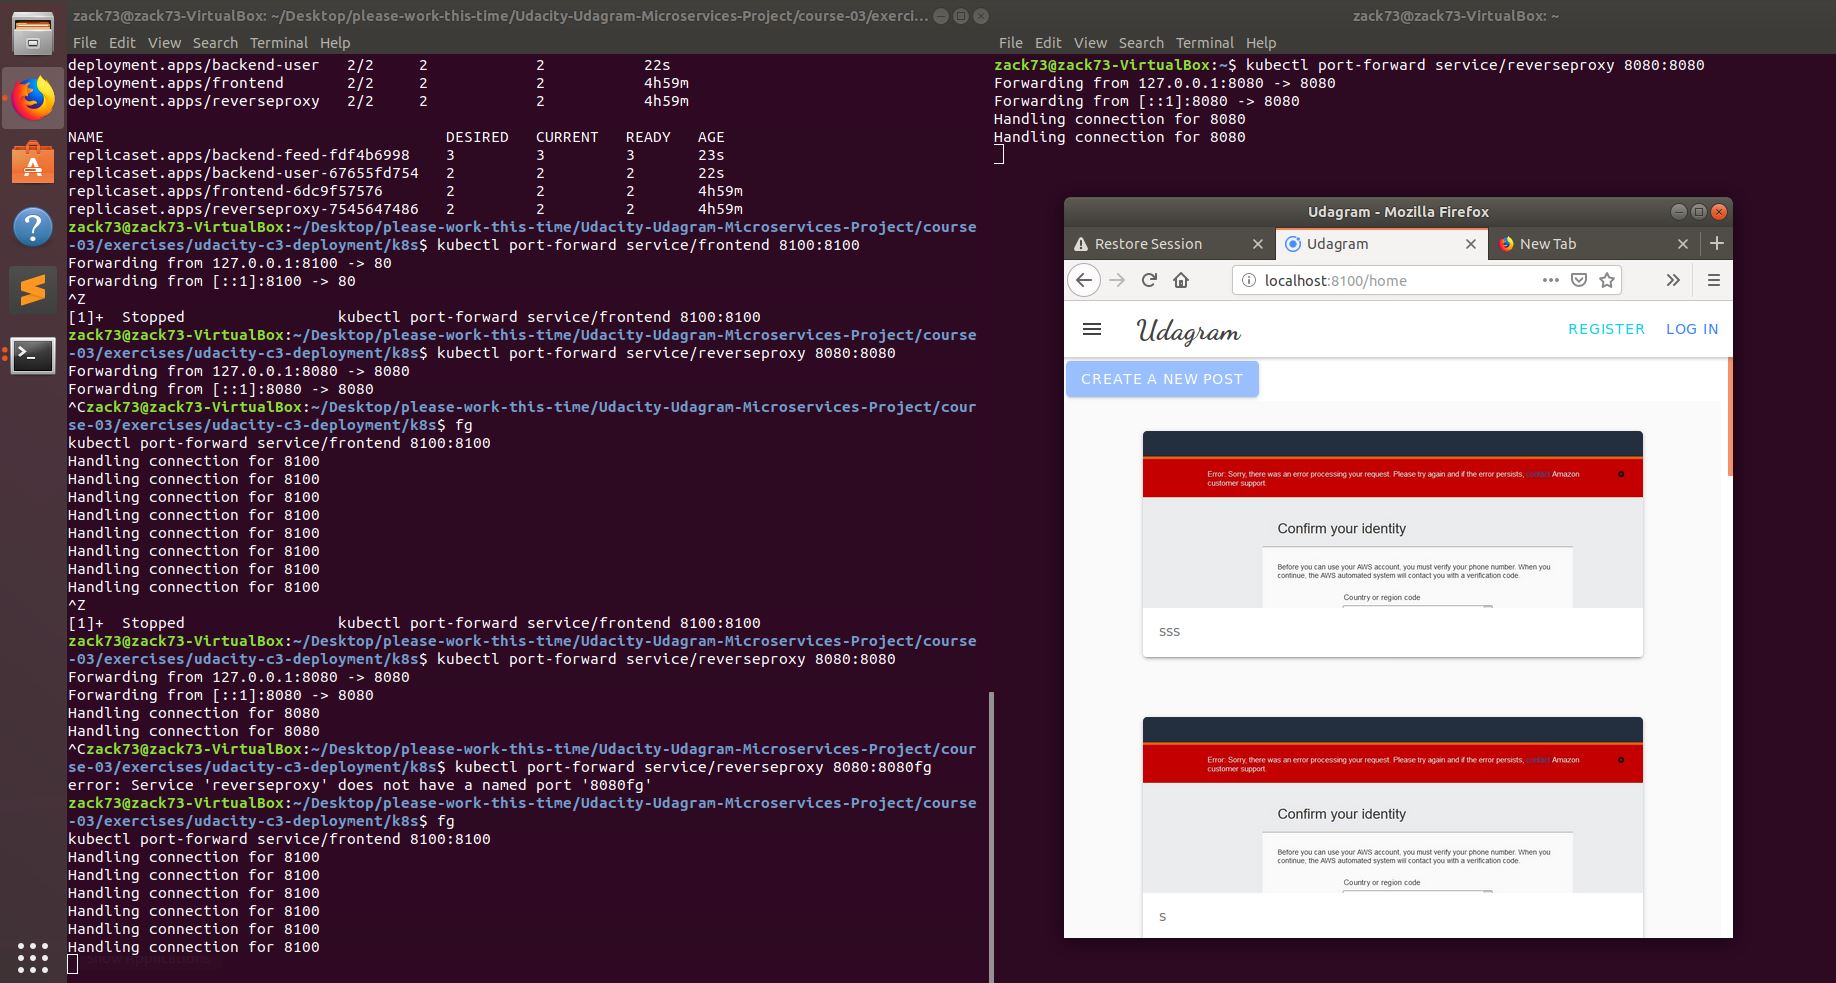 zack73@zack73-VirtualBox: ~/Desktop/please-work-this-time/Udacity-Udagram-Microservices-Project/course-03/exerci...
File Edit View Search Terminal Help
deployment.apps/backend-user 2/2 2 2 22s
deployment.apps/frontend 2/2 2 2 4h59m
deployment.apps/reverseproxy 2/2 2 2 4h59m
NAME DESIRED CURRENT READY AGE
replicaset.apps/backend-feed-fdf4b6998 3 3 3 23s
replicaset.apps/backend-user-67655fd754 2 2 2 22s
replicaset.apps/frontend-6dc9f57576 2 2 2 4h59m
replicaset.apps/reverseproxy-7545647486 2 2 2 4h59m
zack73@zack73-VirtualBox:~/Desktop/please-work-this-time/Udacity-Udagram-Microservices-Project/course
-03/exercises/udacity-c3-deployment/k8s$ kubectl port-forward service/frontend 8100:8100
Forwarding from 127.0.0.1:8100 -> 80
Forwarding from [::1]:8100 -> 80
^Z
[1]+ Stopped kubectl port-forward service/frontend 8100:8100
zack73@zack73-VirtualBox:~/Desktop/please-work-this-time/Udacity-Udagram-Microservices-Project/course
-03/exercises/udacity-c3-deployment/k8s$ kubectl port-forward service/reverseproxy 8080:8080
Forwarding from 127.0.0.1:8080 -> 8080
Forwarding from [::1]:8080 -> 8080
^Czack73@zack73-VirtualBox:~/Desktop/please-work-this-time/Udacity-Udagram-Microservices-Project/cour
se-03/exercises/udacity-c3-deployment/k8s$ fg
kubectl port-forward service/frontend 8100:8100
Handling connection for 8100
Handling connection for 8100
Handling connection for 8100
Handling connection for 8100
Handling connection for 8100
Handling connection for 8100
Handling connection for 8100
Handling connection for 8100
^Z
[1]+ Stopped kubectl port-forward service/frontend 8100:8100
zack73@zack73-VirtualBox:~/Desktop/please-work-this-time/Udacity-Udagram-Microservices-Project/course
-03/exercises/udacity-c3-deployment/k8s$ kubectl port-forward service/reverseproxy 8080:8080
Forwarding from 127.0.0.1:8080 -> 8080
Forwarding from [::1]:8080 -> 8080
Handling connection for 8080
Handling connection for 8080
^Czack73@zack73-VirtualBox:~/Desktop/please-work-this-time/Udacity-Udagram-Microservices-Project/cour
se-03/exercises/udacity-c3-deployment/k8s$ kubectl port-forward service/reverseproxy 8080:8080fg
error: Service 'reverseproxy' does not have a named port '8080fg'
zack73@zack73-VirtualBox:~/Desktop/please-work-this-time/Udacity-Udagram-Microservices-Project/course
-03/exercises/udacity-c3-deployment/k8s$ fg
kubectl port-forward service/frontend 8100:8100
Handling connection for 8100
Handling connection for 8100
Handling connection for 8100
Handling connection for 8100
Handling connection for 8100
Handling connection for 8100
Show Applications
zack73@zack73-VirtualBox: ~
File Edit View Search Terminal Help
zack73@zack73-VirtualBox:~$ kubectl port-forward service/reverseproxy 8080:8080
Forwarding from 127.0.0.1:8080 -> 8080
Forwarding from [::1]:8080 -> 8080
Handling connection for 8080
Handling connection for 8080
Udagram - Mozilla Firefox
Restore Session
Udagram
New Tab
localhost:8100/home
Udagram
REGISTER
LOG IN
CREATE A NEW POST
Error: Sorry, there was an error processing your request. Please try again and if the error persists, contact Amazon
customer support.
Confirm your identity
Before you can use your AWS account, you must verify your phone number. When you
continue, the AWS automated system will contact you with a verification code.
Country or region code
sss
Error: Sorry, there was an error processing your request. Please try again and if the error persists, contact Amazon
customer support.
Confirm your identity
Before you can use your AWS account, you must verify your phone number. When you
continue, the AWS automated system will contact you with a verification code.
Country or region code
s